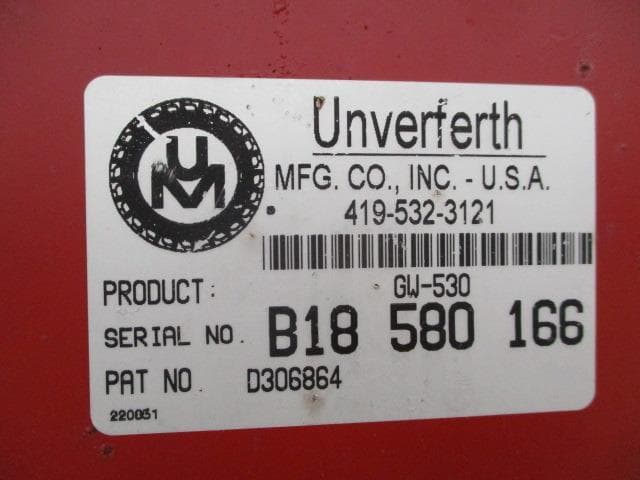 UM
Unverferth
MFG. CO., INC. - U.S.A.
419-532-3121
PRODUCT: GW-530
SERIAL NO. B18 580 166
PAT NO D306864
220051